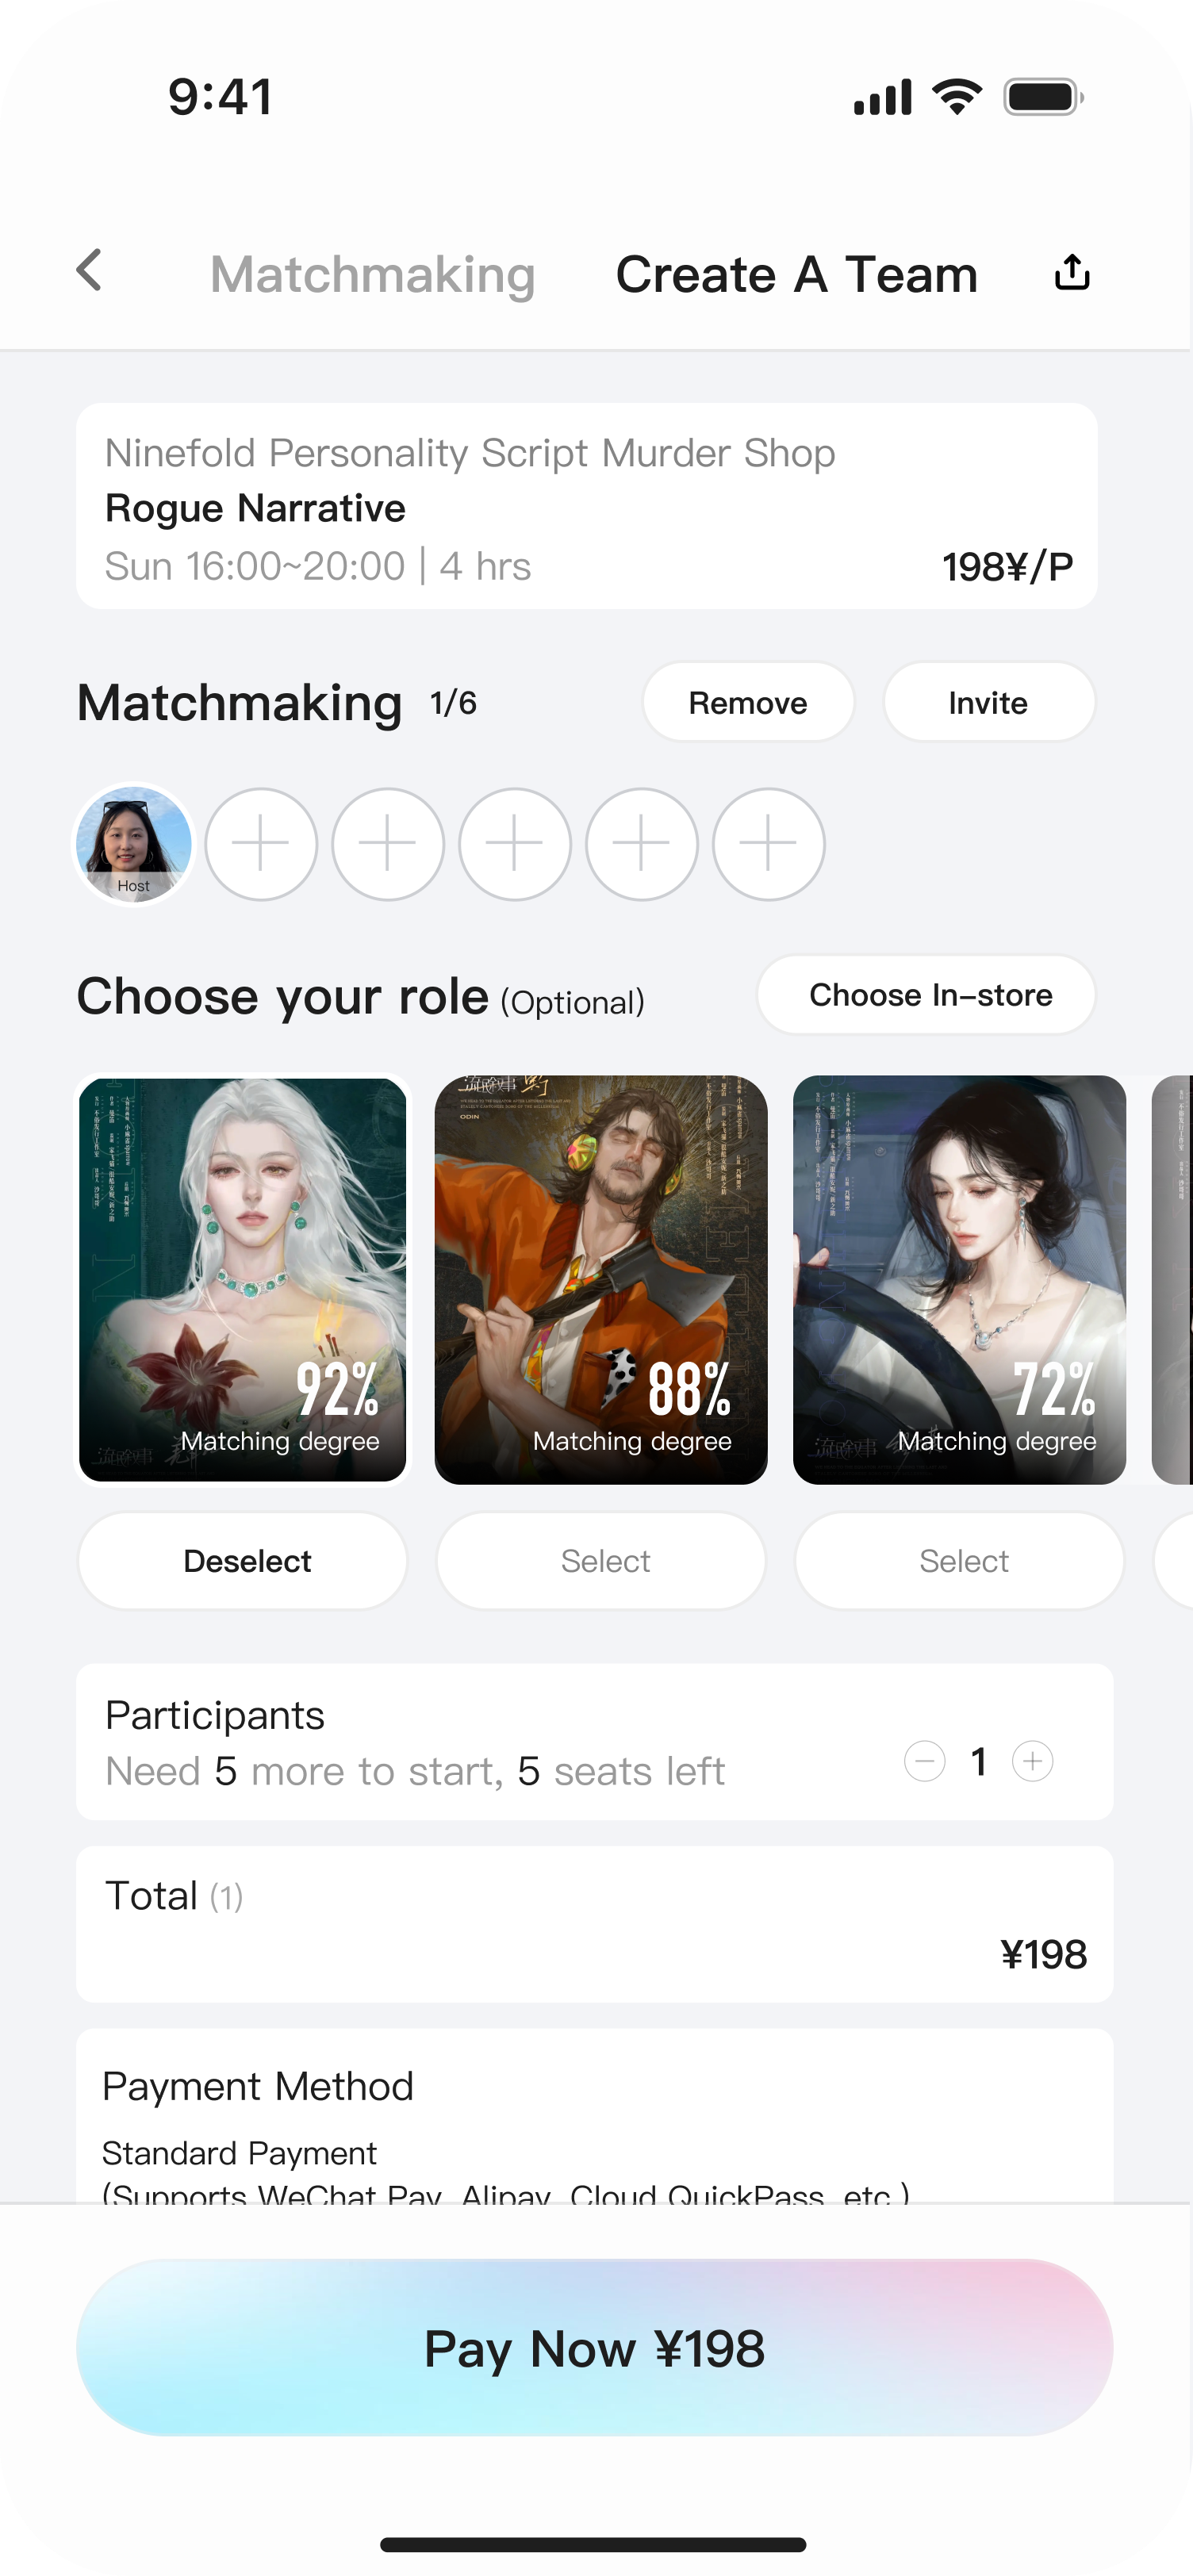 9:41
Matchmaking Create A Team
Ninefold Personality Script Murder Shop
Rogue Narrative
Sun 16:00~20:00 | 4 hrs
198¥/P
Matchmaking 1/6
Remove
Invite
Host
Choose your role (Optional)
Choose In-store
ODIN
92%
Matching degree
88%
Matching degree
72%
Matching degree
Deselect
Select
Select
Participants
Need 5 more to start, 5 seats left
1
Total (1)
¥198
Payment Method
Standard Payment
(Supports WeChat Pay, Alipay, Cloud QuickPass, etc.)
Pay Now ¥198